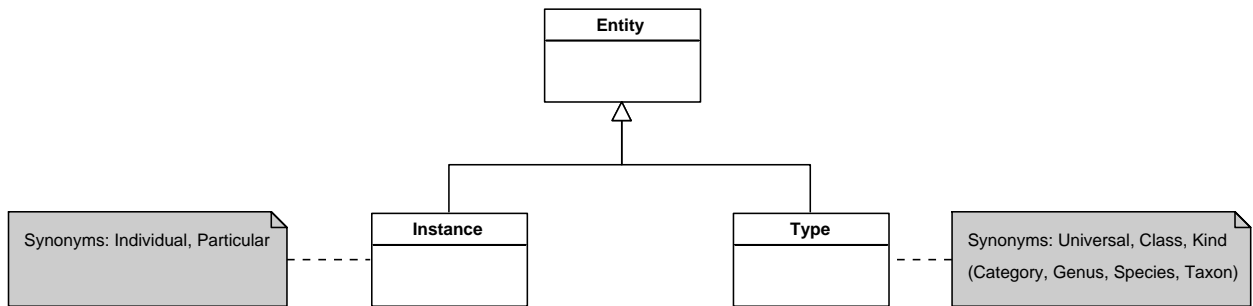 Entity
Synonyms: Individual, Particular
Instance
Type
Synonyms: Universal, Class, Kind
(Category, Genus, Species, Taxon)